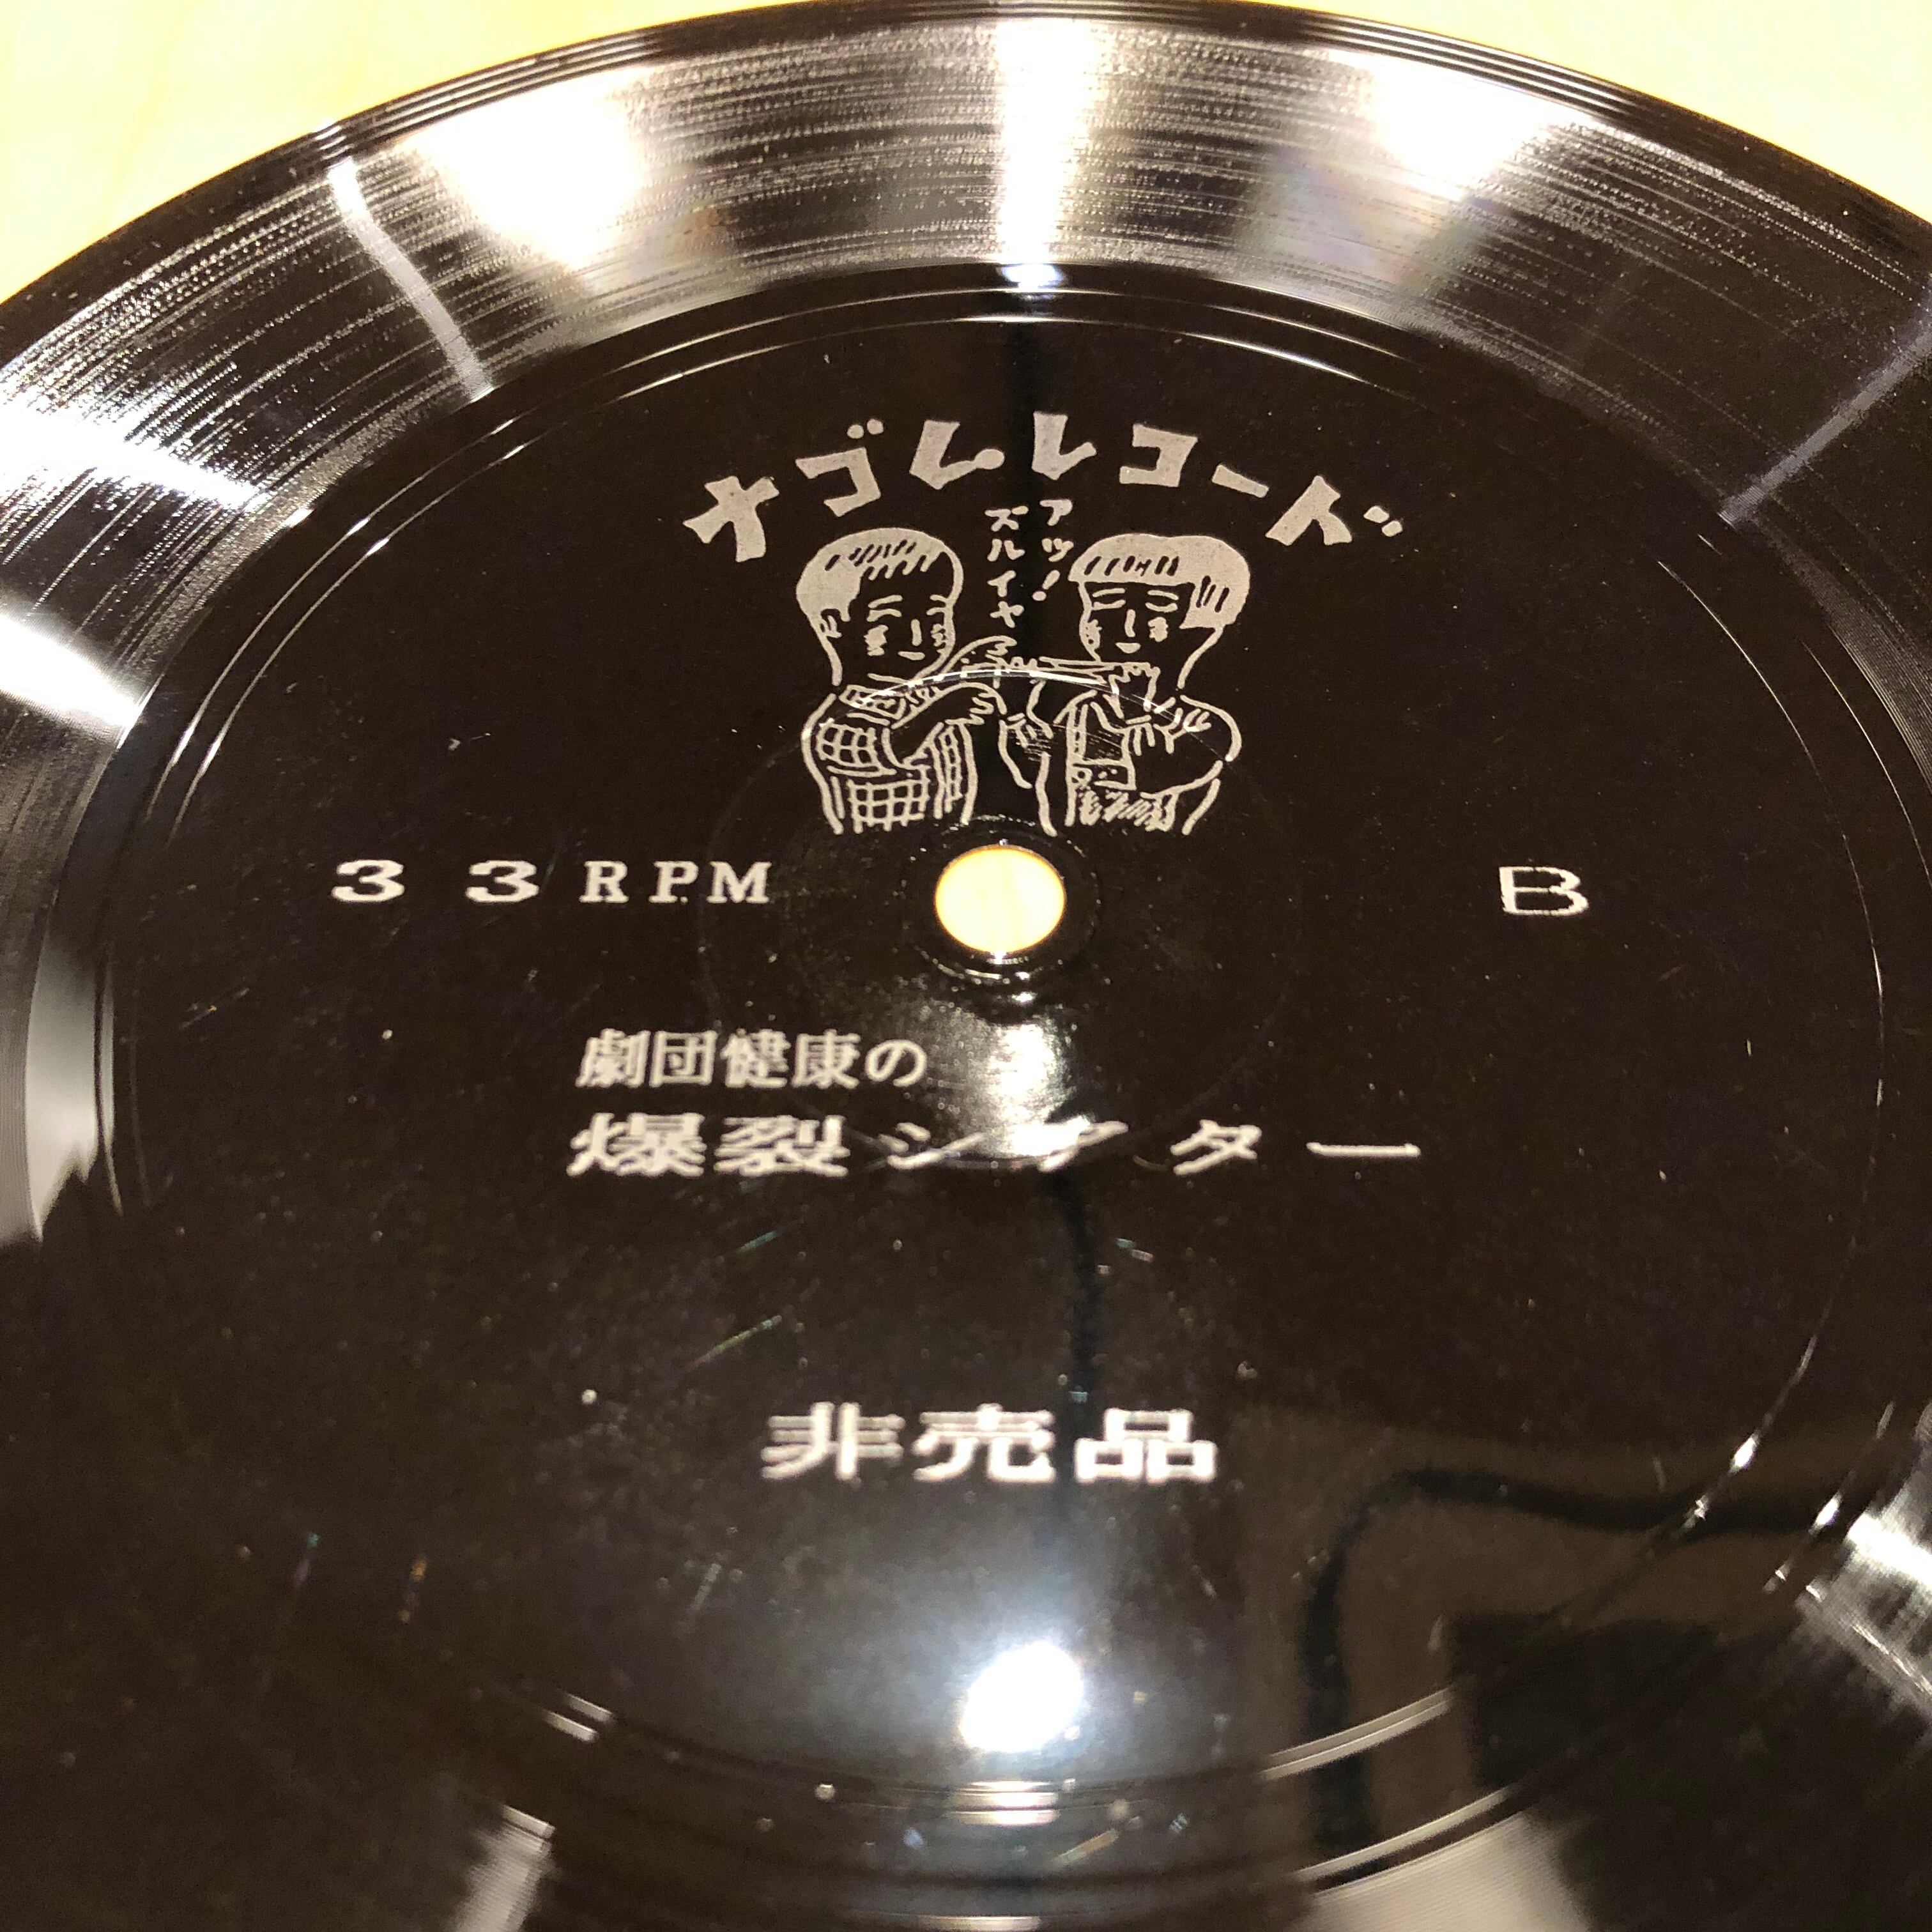 ナゴムレコード
アッ!
ズルイヤ
33RPM
B
劇団健康の
爆裂シアター
非売品